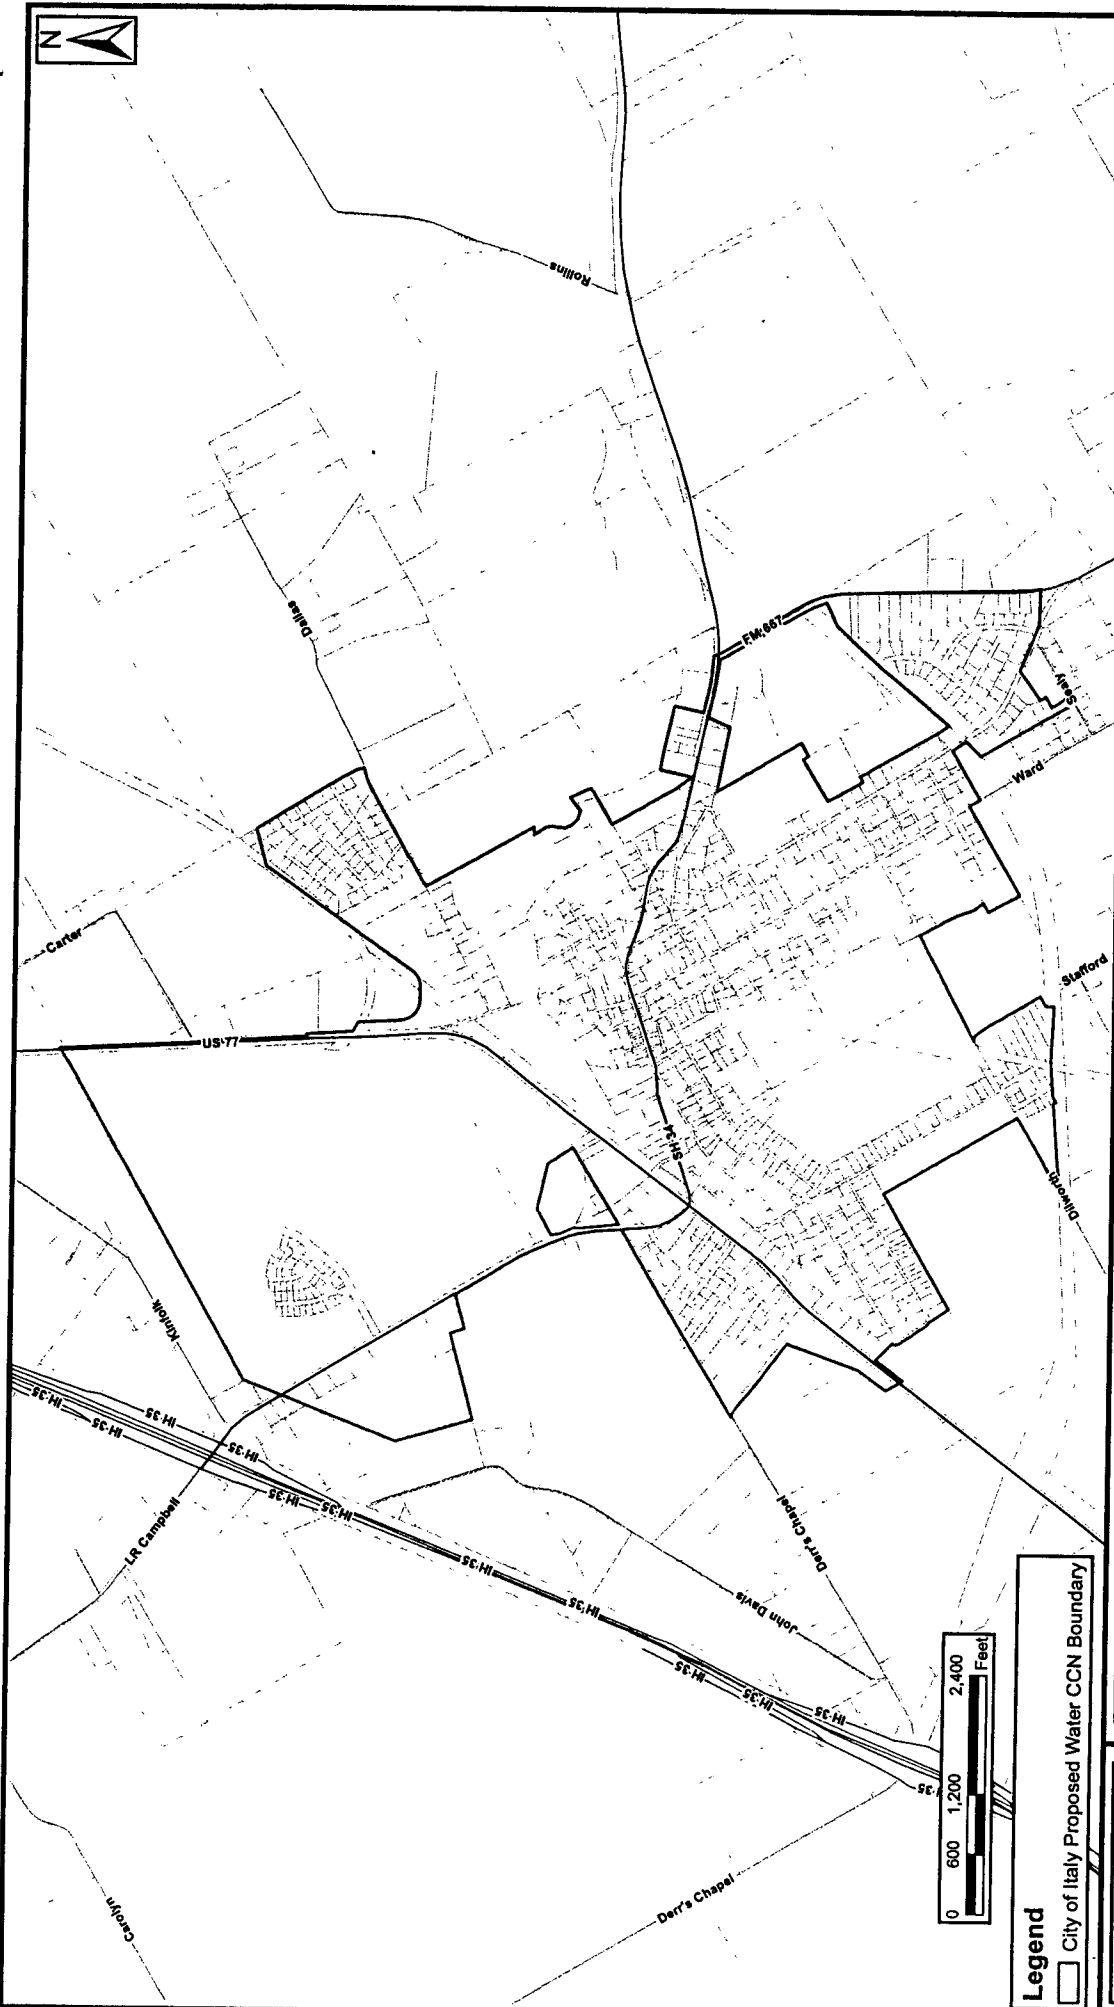 N
Rollins
Dallas
FM 667
Sealy
Ward
Carter
Stafford
US 77
SH 34
Dilworth
Kinfolk
IH 35
IH 35
IH 35
IH 35
IH 35
IH 35
IH 35
IH 35
IH 35
IH 35
IH 35
35
LR Campbell
John Davis
Derr's Chapel
Derr's Chapel
Carolyn
0 600 1,200 2,400
Feet
Legend
City of Italy Proposed Water CCN Boundary